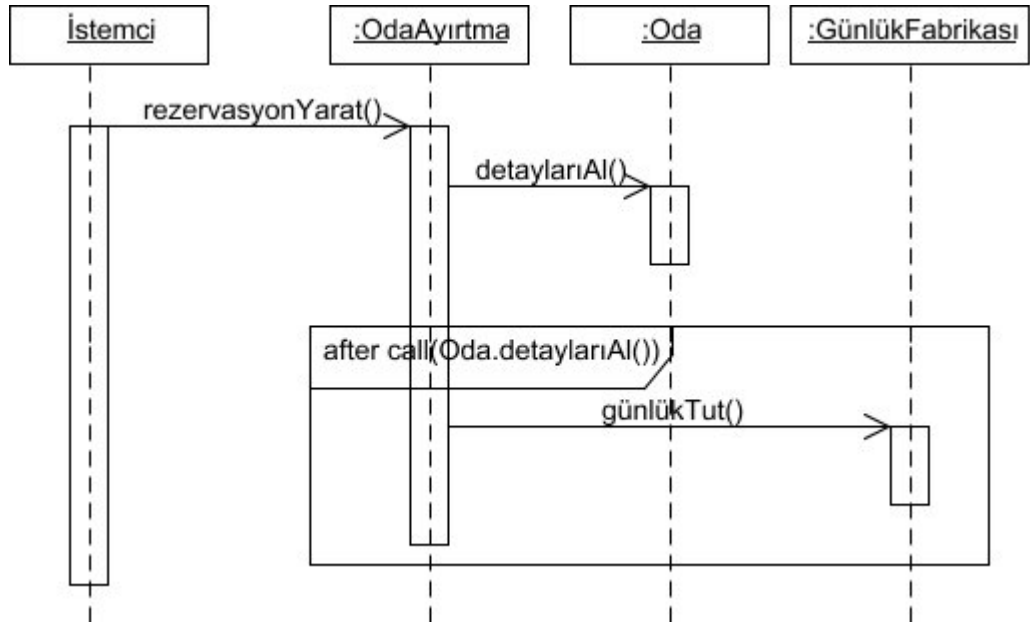 İstemci
:OdaAyırtma
:Oda
:GünlükFabrikası
rezervasyonYarat()
detaylarıAl()
after call(Oda.detaylarıAl())
günlükTut()